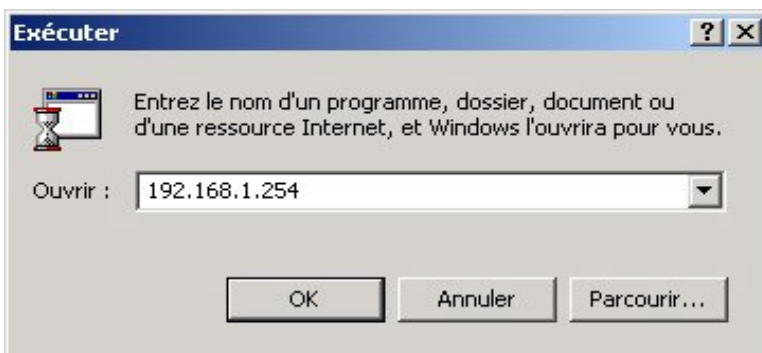 Exécuter
Entrez le nom d'un programme, dossier, document ou
d'une ressource Internet, et Windows l'ouvrira pour vous.
Ouvrir : 192.168.1.254
OK Annuler Parcourir...